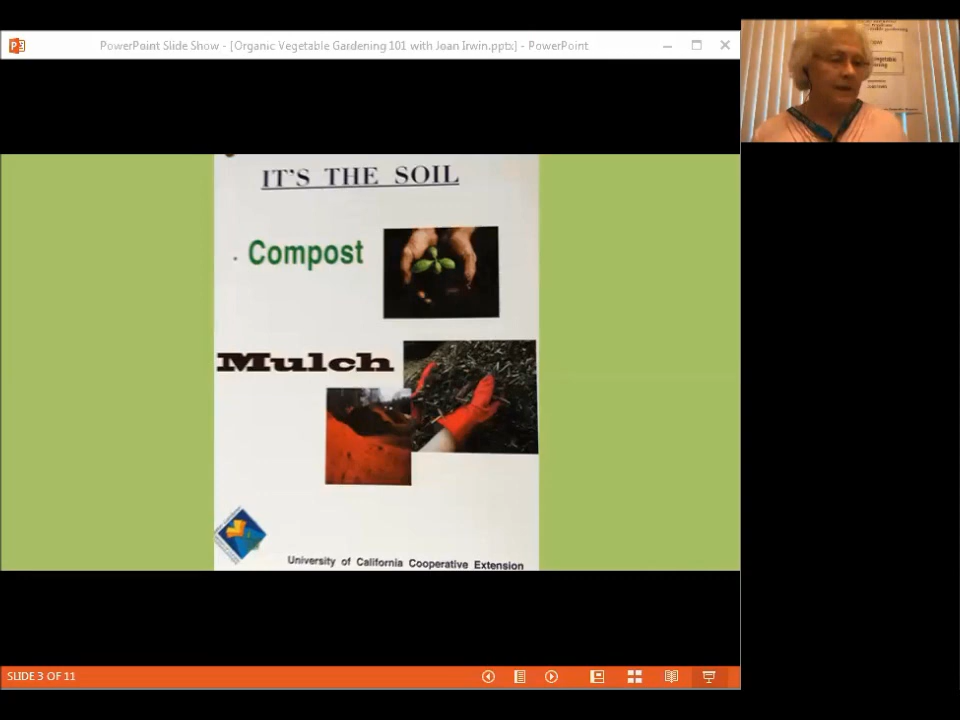 PowerPoint Slide Show - [Organic Vegetable Gardening 101 with Joan Irwin.pptx] - PowerPoint
IT'S THE SOIL
Compost
Mulch
University of California Cooperative Extension
SLIDE 3 OF 11